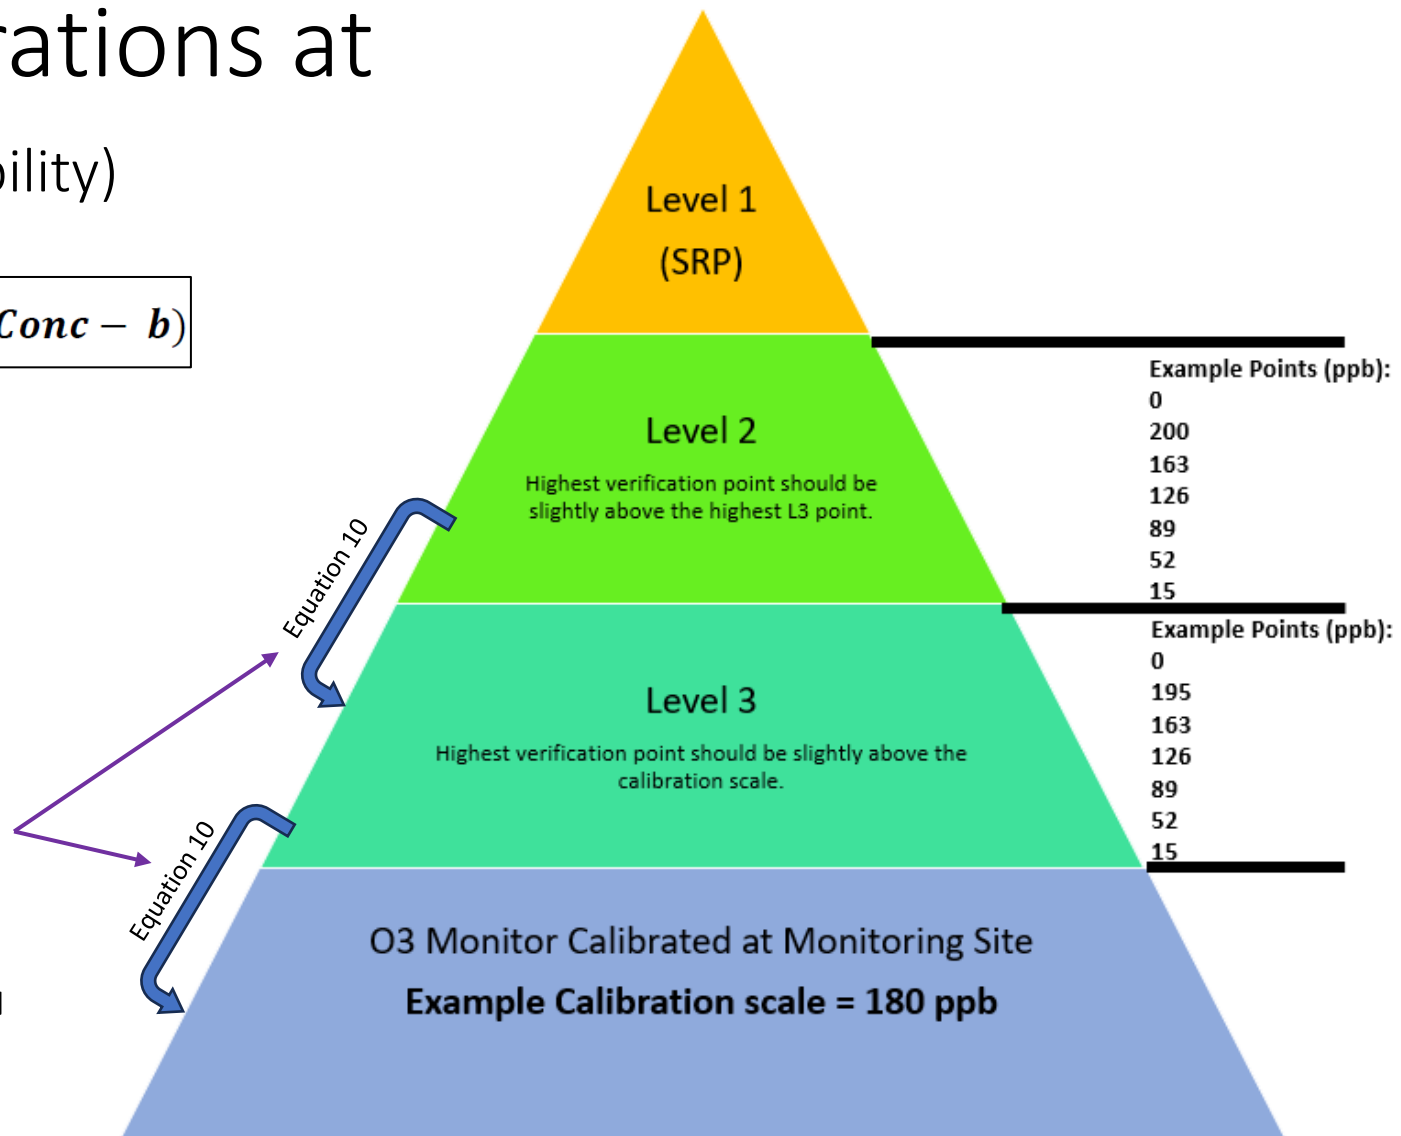 rations at
bility)
Conc − b)
Level 1
(SRP)
Example Points (ppb):
0
200
163
126
89
52
15
Level 2
Highest verification point should be
slightly above the highest L3 point.
Equation 10
Example Points (ppb):
0
195
163
126
89
52
15
Level 3
Highest verification point should be slightly above the
calibration scale.
Equation 10
O3 Monitor Calibrated at Monitoring Site
Example Calibration scale = 180 ppb